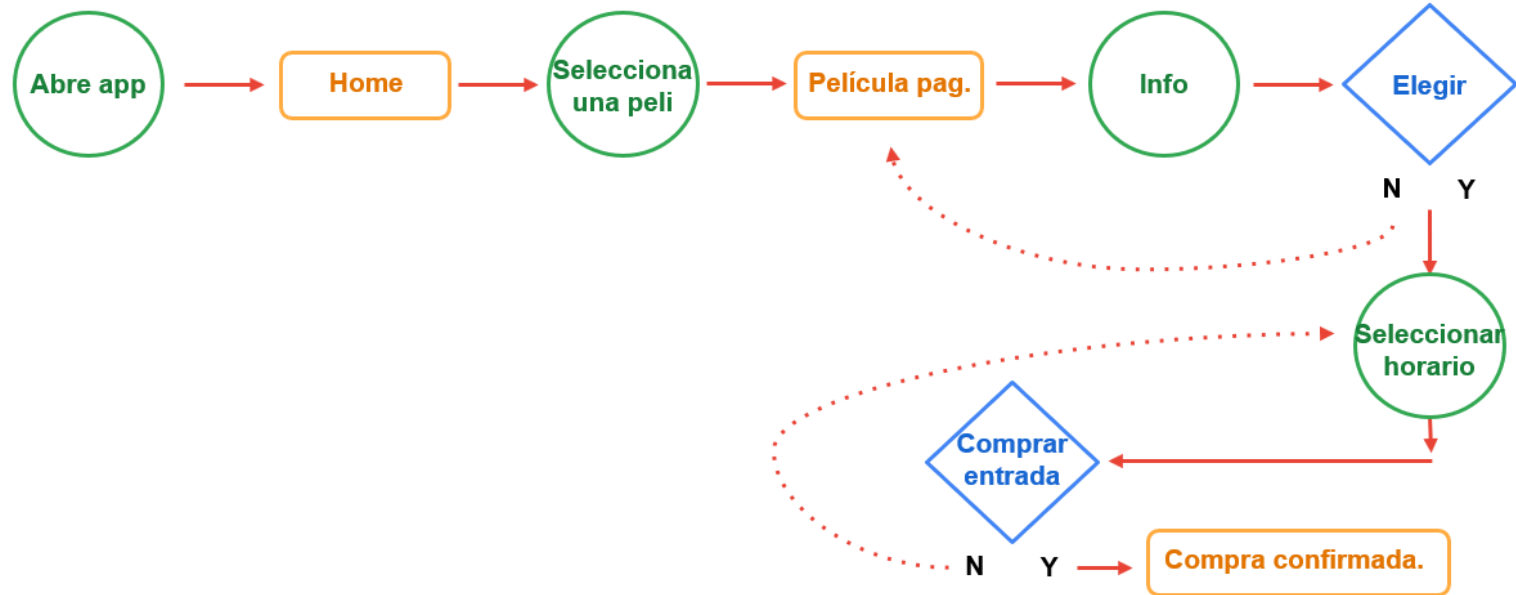 Abre app
Home
Selecciona
una peli
Película pag.
Info
Elegir
N
Y
Seleccionar
horario
Comprar
entrada
N
Y
Compra confirmada.